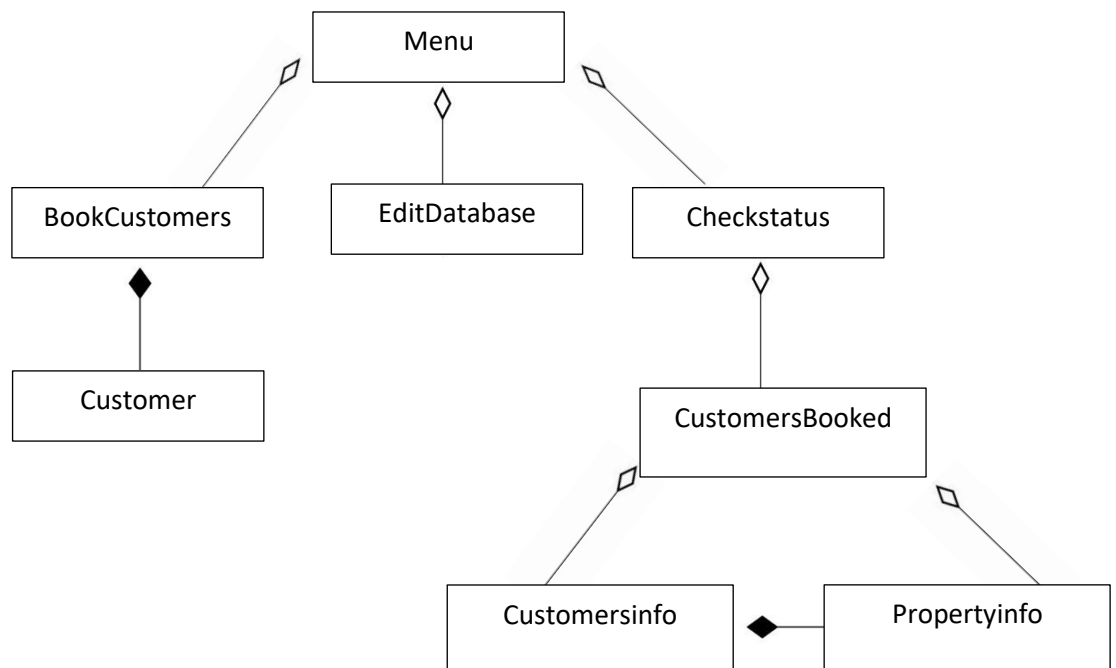 Menu
BookCustomers
EditDatabase
Checkstatus
Customer
CustomersBooked
Customersinfo
Propertyinfo